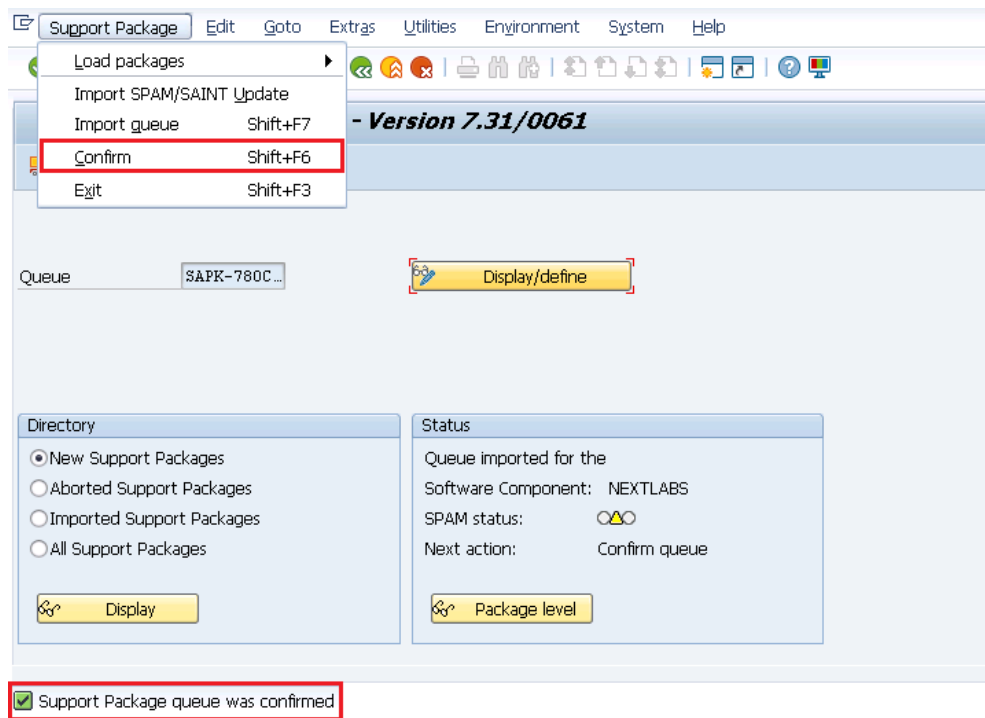 Support Package Edit Goto Extras Utilities Environment System Help
Load packages
Import SPAM/SAINT Update
Import queue Shift+F7
- Version 7.31/0061
Confirm Shift+F6
Exit Shift+F3
Queue SAPK-780C... Display/define
Directory
New Support Packages
Aborted Support Packages
Imported Support Packages
All Support Packages
Display
Status
Queue imported for the
Software Component: NEXTLABS
SPAM status:
Next action: Confirm queue
Package level
Support Package queue was confirmed